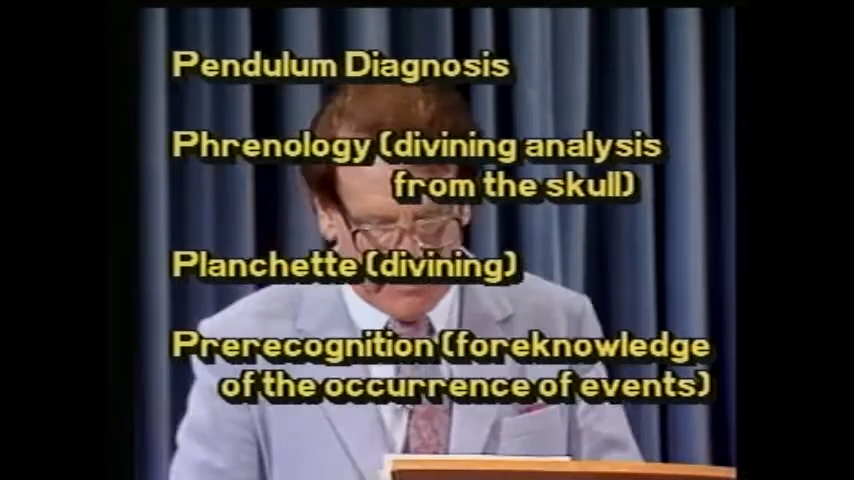 Pendulum Diagnosis
Phrenology (divining analysis
from the skull)
Planchette (divining)
Prerecognition (foreknowledge
of the occurrence of events)